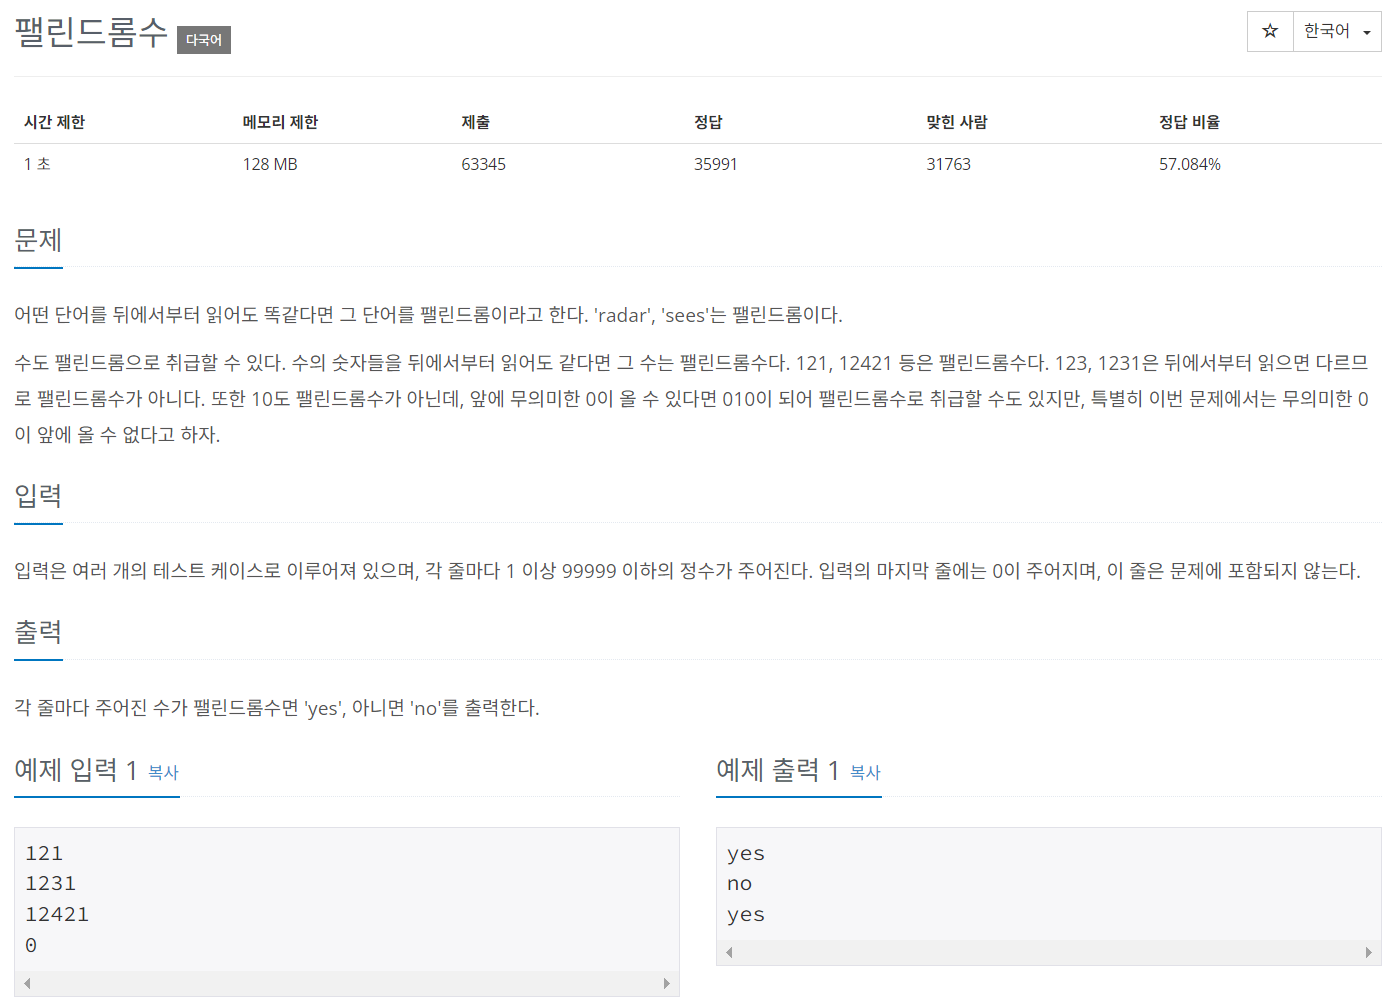 팰린드롬수 다국어
☆ 한국어
시간 제한 메모리 제한 제출 정답 맞힌 사람 정답 비율
1 초 128 MB 63345 35991 31763 57.084%
문제
어떤 단어를 뒤에서부터 읽어도 똑같다면 그 단어를 팰린드롬이라고 한다. 'radar', 'sees'는 팰린드롬이다.
수도 팰린드롬으로 취급할 수 있다. 수의 숫자들을 뒤에서부터 읽어도 같다면 그 수는 팰린드롬수다. 121, 12421 등은 팰린드롬수다. 123, 1231은 뒤에서부터 읽으면 다르므
로 팰린드롬수가 아니다. 또한 10도 팰린드롬수가 아닌데, 앞에 무의미한 0이 올 수 있다면 010이 되어 팰린드롬수로 취급할 수도 있지만, 특별히 이번 문제에서는 무의미한 0
이 앞에 올 수 없다고 하자.
입력
입력은 여러 개의 테스트 케이스로 이루어져 있으며, 각 줄마다 1 이상 99999 이하의 정수가 주어진다. 입력의 마지막 줄에는 0이 주어지며, 이 줄은 문제에 포함되지 않는다.
출력
각 줄마다 주어진 수가 팰린드롬수면 'yes', 아니면 'no'를 출력한다.
예제 입력 1 복사
121
1231
12421
0
예제 출력 1 복사
yes
no
yes